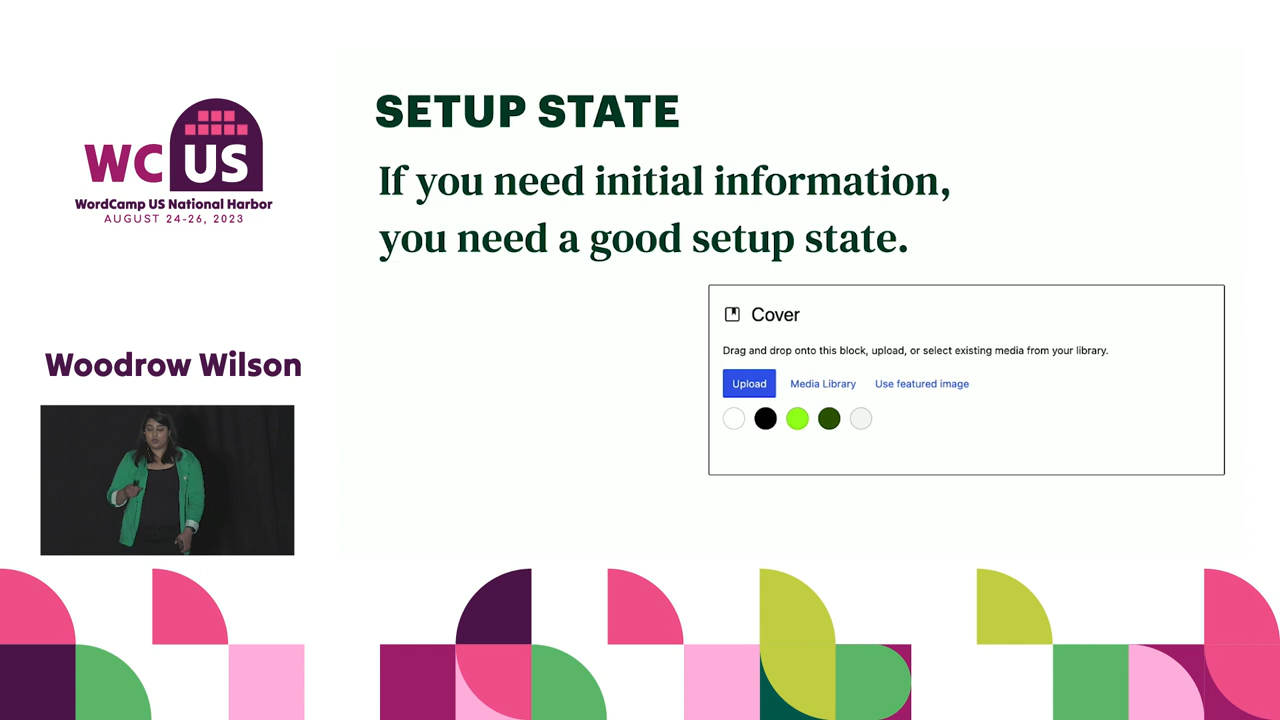 WC US
WordCamp US National Harbor
AUGUST 24-26, 2023
Woodrow Wilson
SETUP STATE
If you need initial information,
you need a good setup state.
Cover
Drag and drop onto this block, upload, or select existing media from your library.
Upload Media Library Use featured image